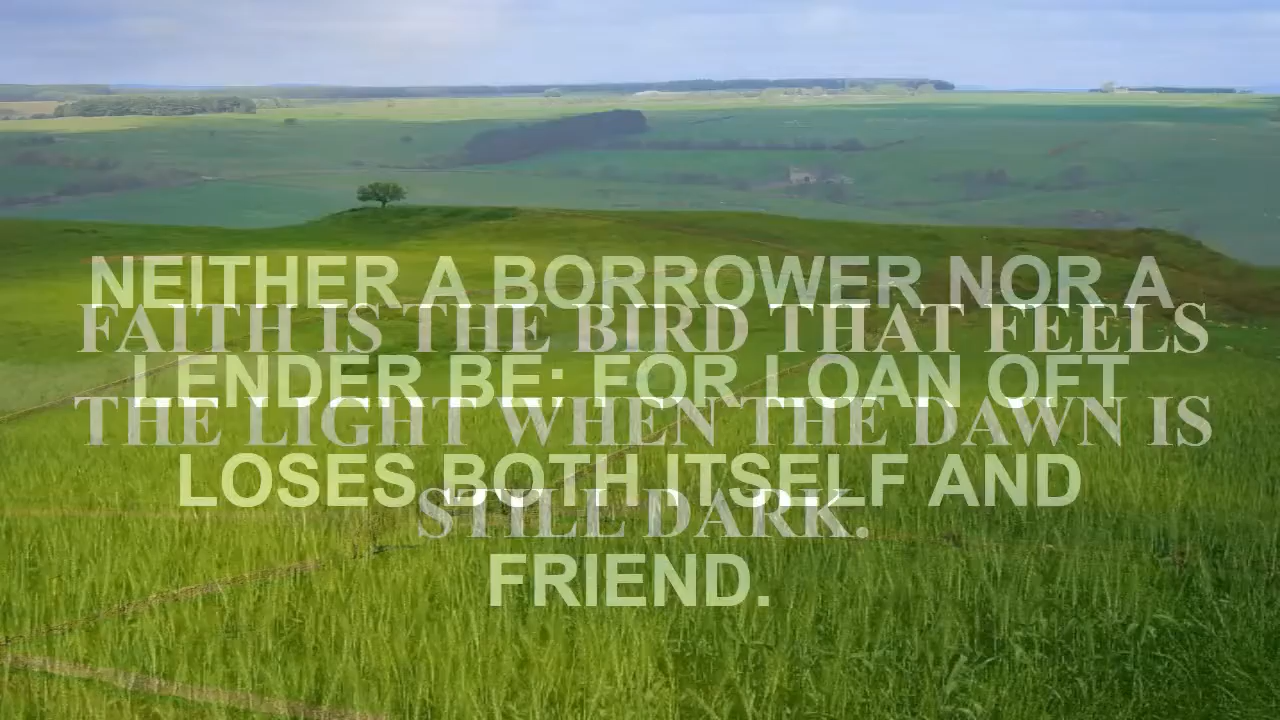 NEITHER A BORROWER NOR A
FAITH IS THE BIRD THAT FEELS
LENDER BE; FOR LOAN OFT
THE LIGHT WHEN THE DAWN IS
LOSES BOTH ITSELF AND
STILL DARK.
FRIEND.